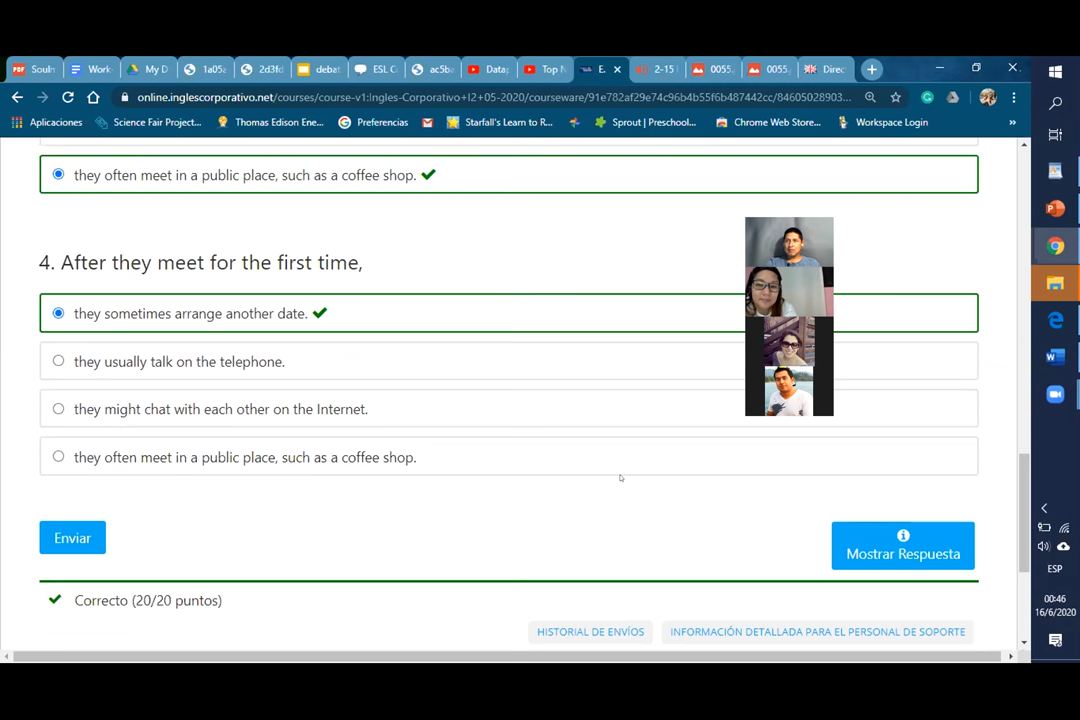 Souln
Work
My D
1a05a
2d3fd
debat
ESL C
ac5ba
Data
Top N
E
2-15
0055
0055
Direc
online.inglescorporativo.net/courses/course-v1:Ingles-Corporativo+I2+05-2020/courseware/91e782af29e74c96b4b55f6b487442cc/84605028903...
Aplicaciones
Science Fair Project...
Thomas Edison Ene...
Preferencias
Starfall's Learn to R...
Sprout | Preschool...
Chrome Web Store...
Workspace Login
they often meet in a public place, such as a coffee shop.
4. After they meet for the first time,
they sometimes arrange another date.
they usually talk on the telephone.
they might chat with each other on the Internet.
they often meet in a public place, such as a coffee shop.
Enviar
Mostrar Respuesta
Correcto (20/20 puntos)
HISTORIAL DE ENVÍOS
INFORMACIÓN DETALLADA PARA EL PERSONAL DE SOPORTE
ESP
00:46
16/6/2020